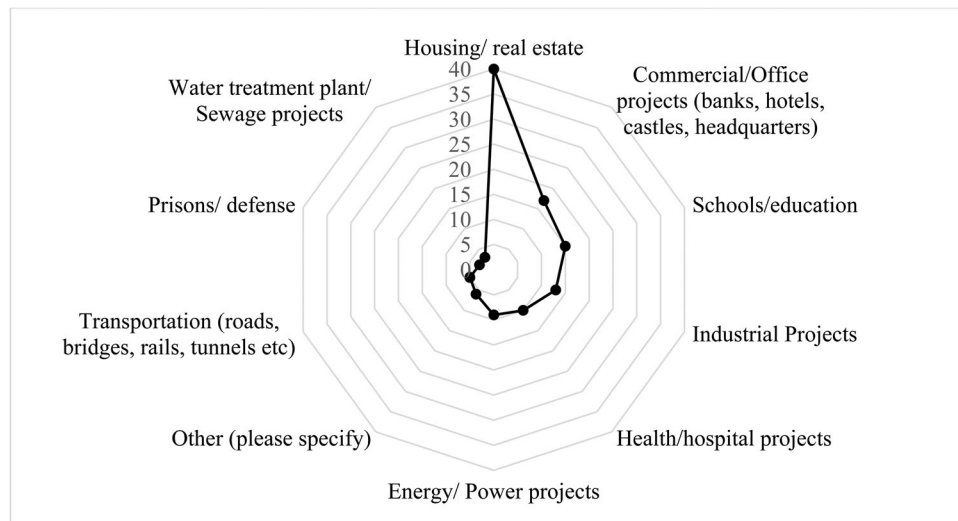 Housing/ real estate
Commercial/Office
projects (banks, hotels,
castles, headquarters)
Schools/education
Industrial Projects
Health/hospital projects
Energy/ Power projects
Other (please specify)
Transportation (roads,
bridges, rails, tunnels etc)
Prisons/ defense
Water treatment plant/
Sewage projects
40
35
30
25
20
15
10
5
0